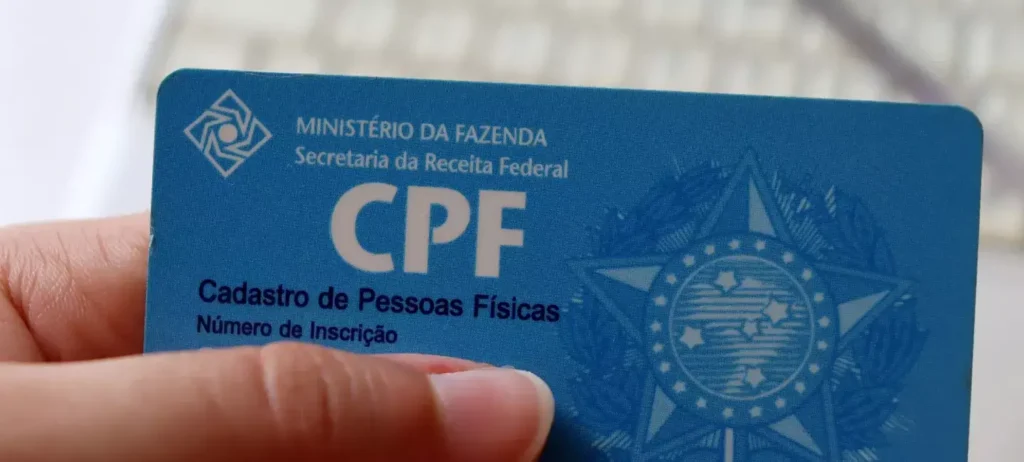 MINISTÉRIO DA FAZENDA
Secretaria da Receita Federal
CPF
Cadastro de Pessoas Físicas
Número de Inscrição